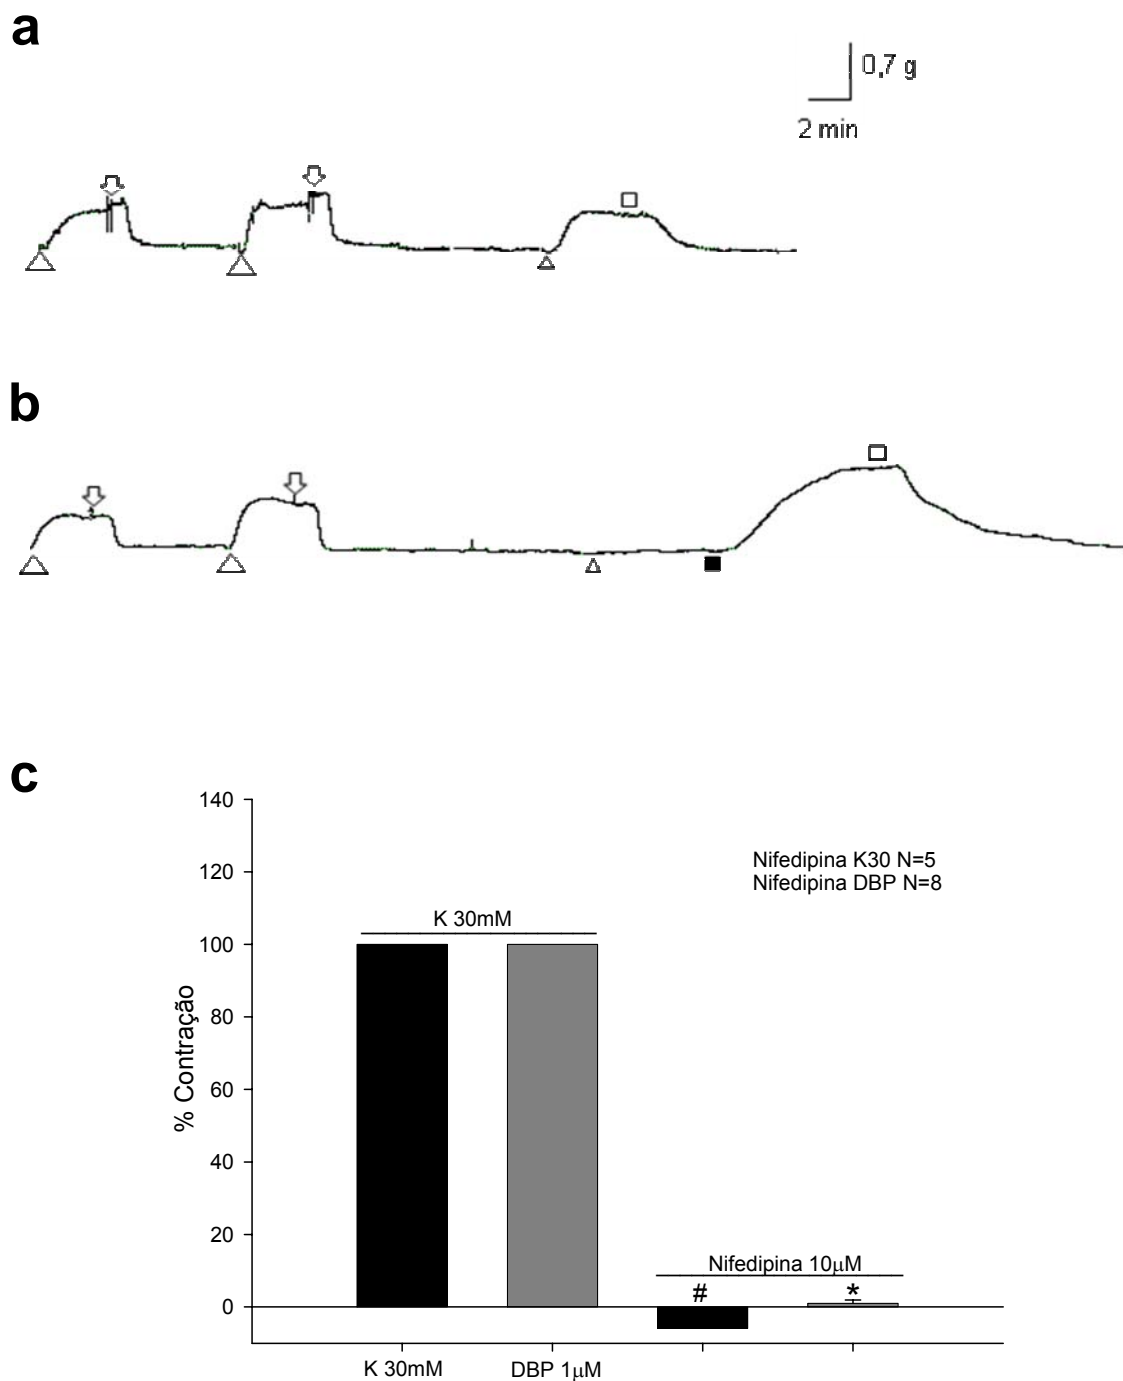 a
0,7 g
2 min
b
c
140
120
100
80
60
40
20
0
% Contração
Nifedipina K30 N=5
Nifedipina DBP N=8
K 30mM
Nifedipina 10µM
# *
K 30mM
DBP 1µM